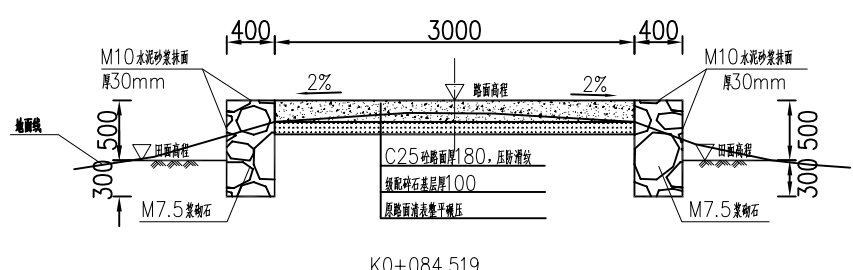 400 3000 400
M10水泥砂浆抹面 M10水泥砂浆抹面
厚30mm 2% 路面高程 2% 厚30mm
地面线 500 田面高程 田面高程 500
300 C25砼路面厚180，压防滑纹 300
级配碎石基层厚100
M7.5浆砌石 原路面清表整平碾压 M7.5浆砌石
K0+084.519